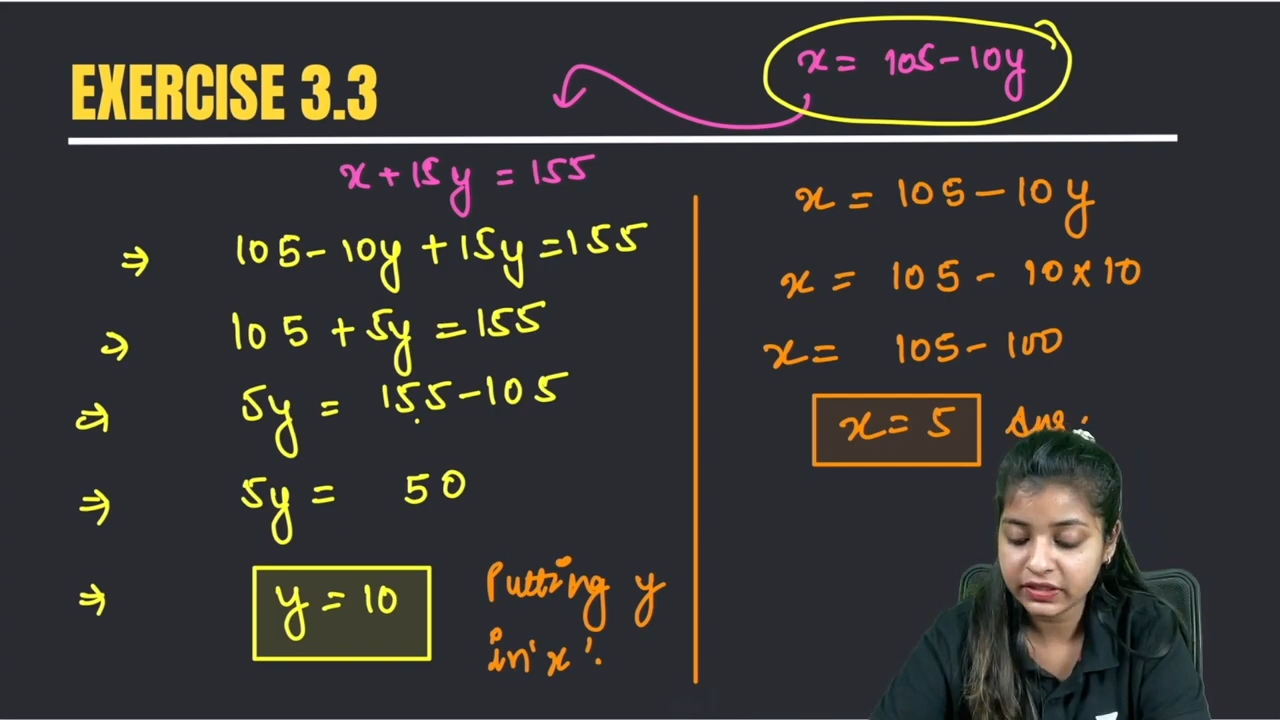 EXERCISE 3.3
x = 105 - 10y
x + 15y = 155
⇒ 105 - 10y + 15y = 155
⇒ 105 + 5y = 155
⇒ 5y = 155 - 105
⇒ 5y = 50
⇒ y = 10
Putting y
in 'x'.
x = 105 - 10y
x = 105 - 10 × 10
x = 105 - 100
x = 5 Ans.